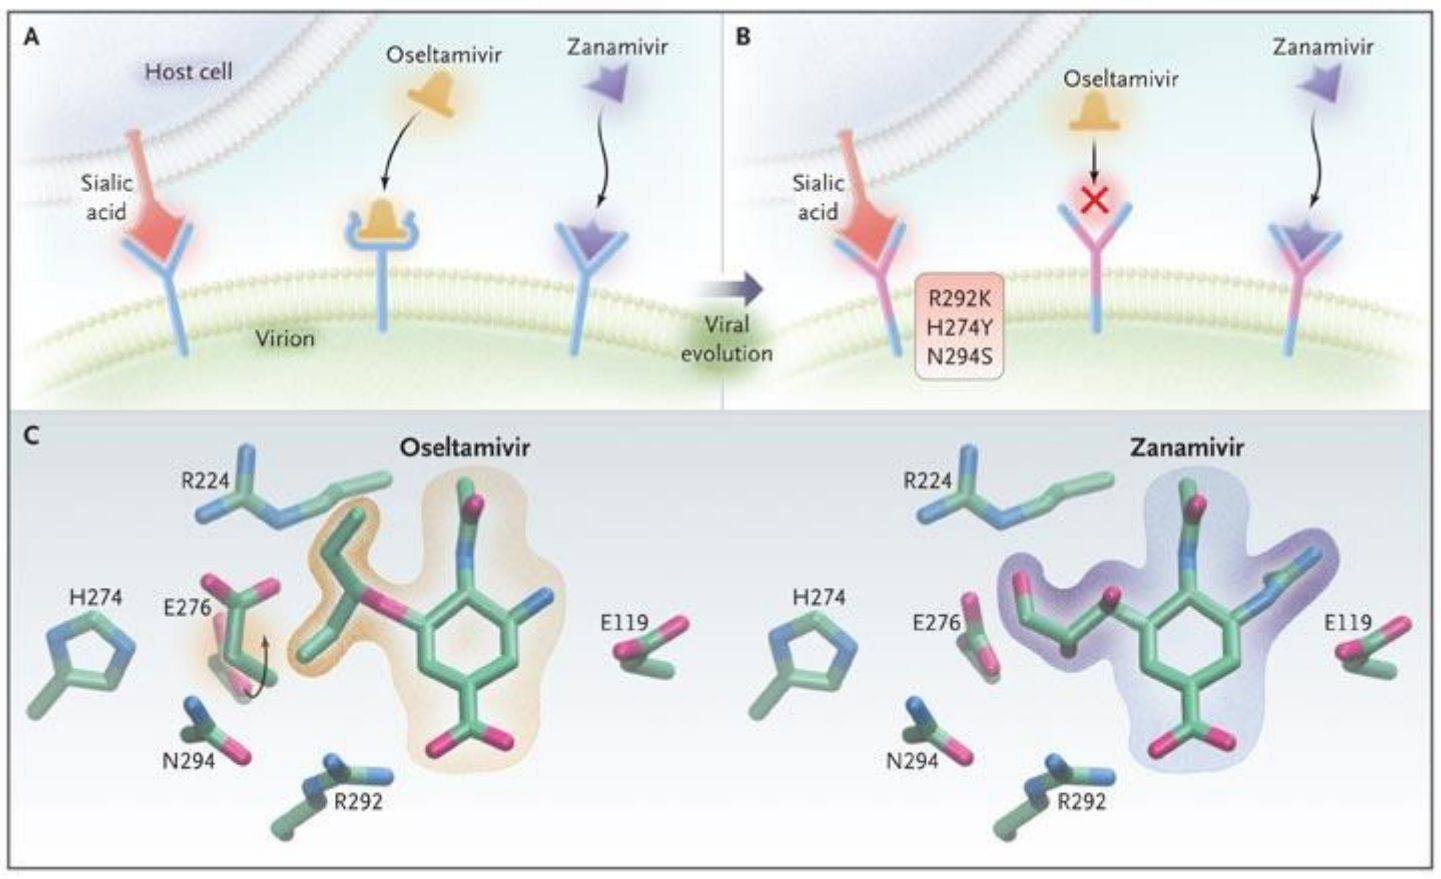 A
Host cell
Oseltamivir
Zanamivir
Sialic
acid
Virion
Viral
evolution
B
Oseltamivir
Zanamivir
Sialic
acid
R292K
H274Y
N294S
C
Oseltamivir
R224
H274
E276
E119
N294
R292
Zanamivir
R224
H274
E276
E119
N294
R292